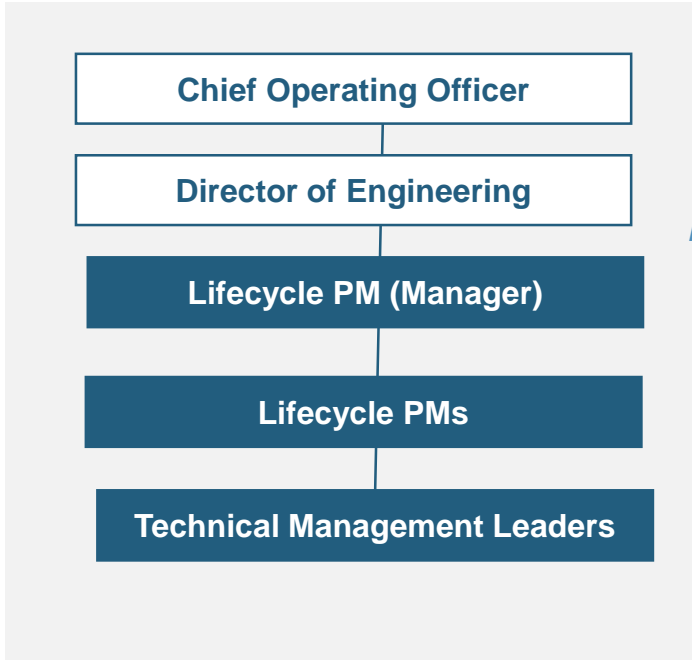 Chief Operating Officer
Director of Engineering
Lifecycle PM (Manager)
Lifecycle PMs
Technical Management Leaders